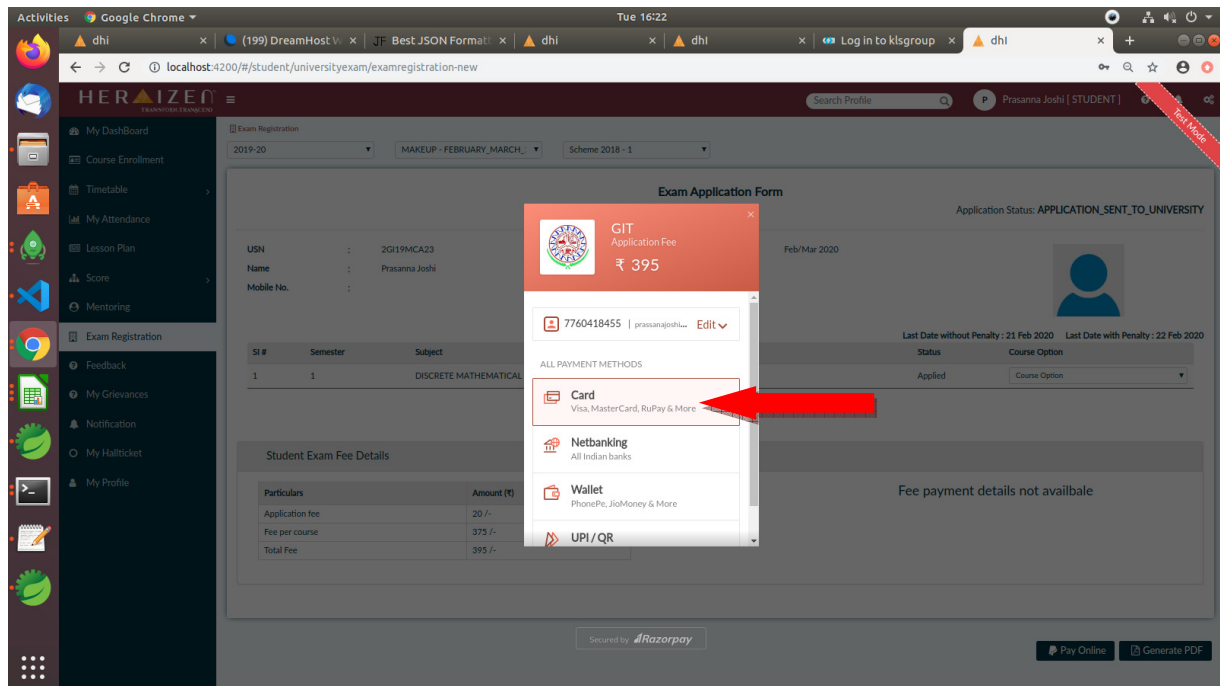 Activities Google Chrome Tue 16:22
dhi (199) DreamHost W JF Best JSON Formatt dhi dhi Log in to klsgroup dhi
localhost:4200/#/student/universityexam/examregistration-new
HERAIZEN
TRANSFORM.TRANSCEND
Search Profile P Prasanna Joshi [ STUDENT ]
Test Mode
My DashBoard
Course Enrollment
Timetable
My Attendance
Lesson Plan
Score
Mentoring
Exam Registration
Feedback
My Grievances
Notification
My Hallticket
My Profile
Exam Registration
2019-20 MAKEUP - FEBRUARY_MARCH_ Scheme 2018 - 1
Exam Application Form
Application Status: APPLICATION_SENT_TO_UNIVERSITY
USN : 2GI19MCA23 Feb/Mar 2020
Name : Prasanna Joshi
Mobile No. :
Last Date without Penalty : 21 Feb 2020 Last Date with Penalty : 22 Feb 2020
Sl # Semester Subject Status Course Option
1 1 DISCRETE MATHEMATICAL Applied Course Option
Student Exam Fee Details
Particulars Amount (₹)
Application fee 20 /-
Fee per course 375 /-
Total Fee 395 /-
Fee payment details not availbale
GIT
Application Fee
₹ 395
7760418455 | prassanajoshi... Edit
ALL PAYMENT METHODS
Card
Visa, MasterCard, RuPay & More
Netbanking
All Indian banks
Wallet
PhonePe, JioMoney & More
UPI / QR
Secured by Razorpay
Pay Online Generate PDF